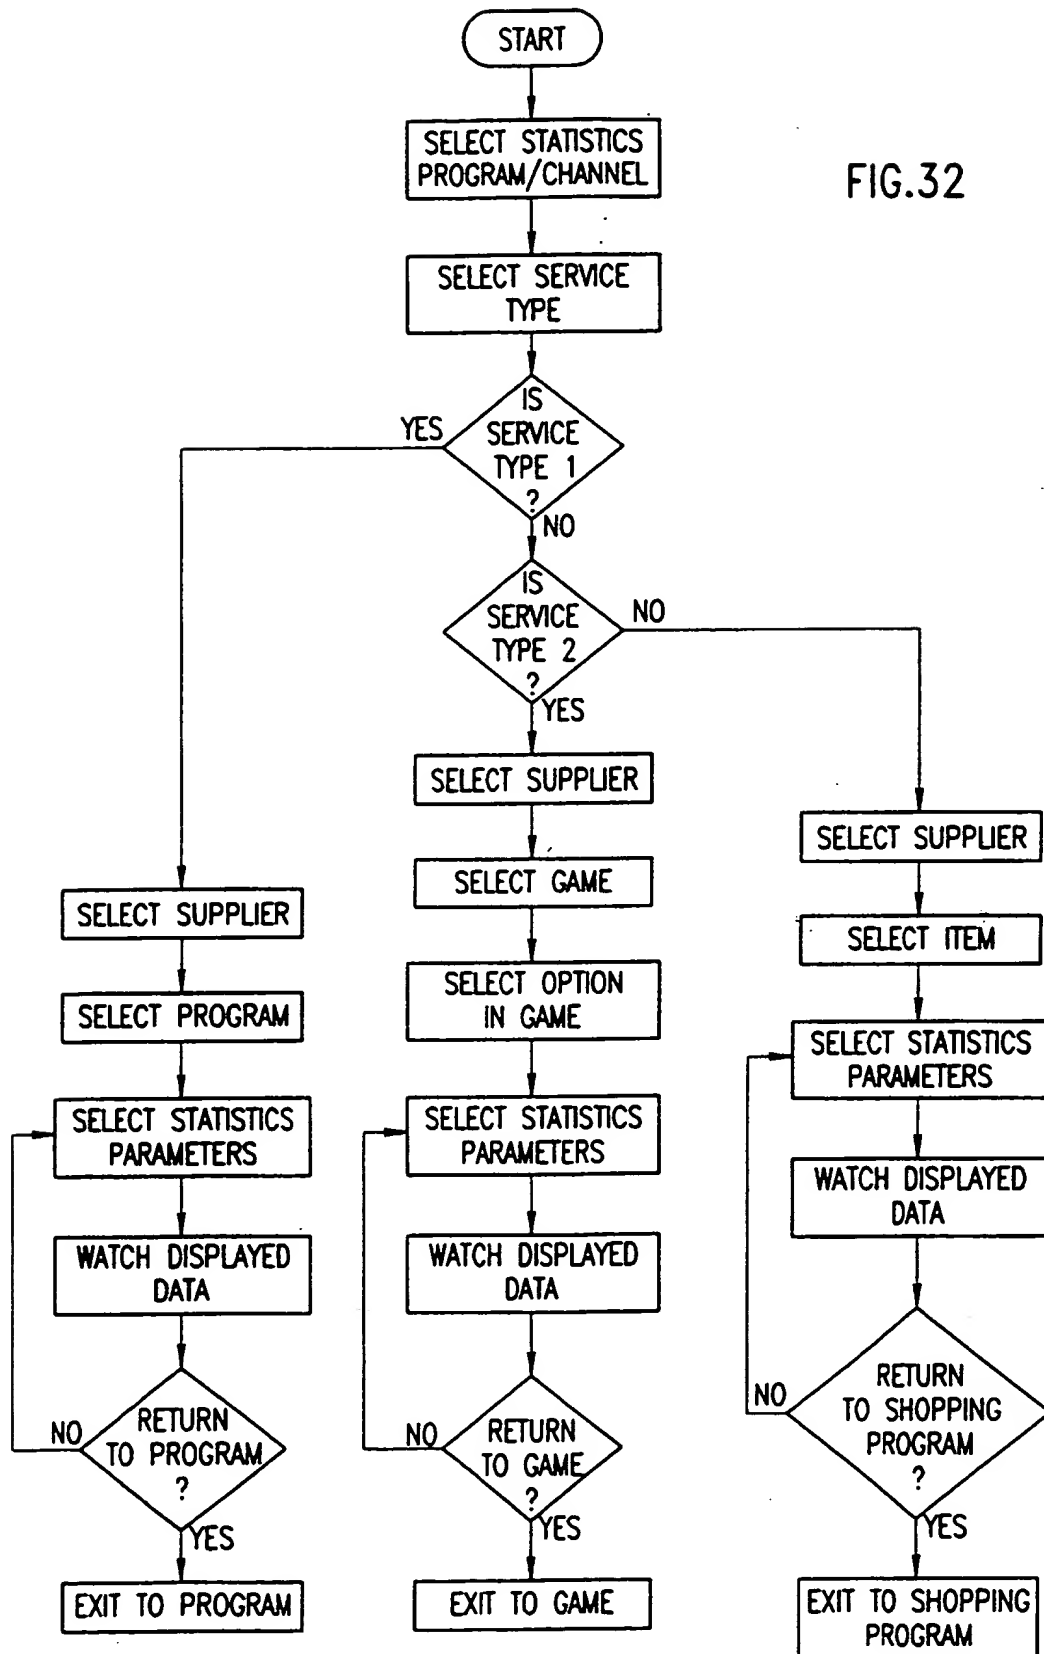 START
SELECT STATISTICS
PROGRAM/CHANNEL
FIG.32
SELECT SERVICE
TYPE
IS
SERVICE
TYPE 1
?
YES
NO
IS
SERVICE
TYPE 2
?
NO
YES
SELECT SUPPLIER
SELECT PROGRAM
SELECT STATISTICS
PARAMETERS
WATCH DISPLAYED
DATA
RETURN
TO PROGRAM
?
NO
YES
EXIT TO PROGRAM
SELECT SUPPLIER
SELECT GAME
SELECT OPTION
IN GAME
SELECT STATISTICS
PARAMETERS
WATCH DISPLAYED
DATA
RETURN
TO GAME
?
NO
YES
EXIT TO GAME
SELECT SUPPLIER
SELECT ITEM
SELECT STATISTICS
PARAMETERS
WATCH DISPLAYED
DATA
RETURN
TO SHOPPING
PROGRAM
?
NO
YES
EXIT TO SHOPPING
PROGRAM